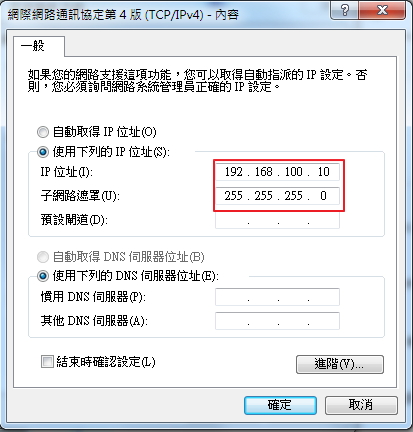 網際網路通訊協定第 4 版 (TCP/IPv4) - 內容
一般
如果您的網路支援這項功能，您可以取得自動指派的 IP 設定。否
則，您必須詢問網路系統管理員正確的 IP 設定。
自動取得 IP 位址(O)
使用下列的 IP 位址(S):
IP 位址(I): 192 . 168 . 100 . 10
子網路遮罩(U): 255 . 255 . 255 . 0
預設閘道(D): . . .
自動取得 DNS 伺服器位址(B)
使用下列的 DNS 伺服器位址(E):
慣用 DNS 伺服器(P): . . .
其他 DNS 伺服器(A): . . .
結束時確認設定(L)
進階(V)...
確定
取消